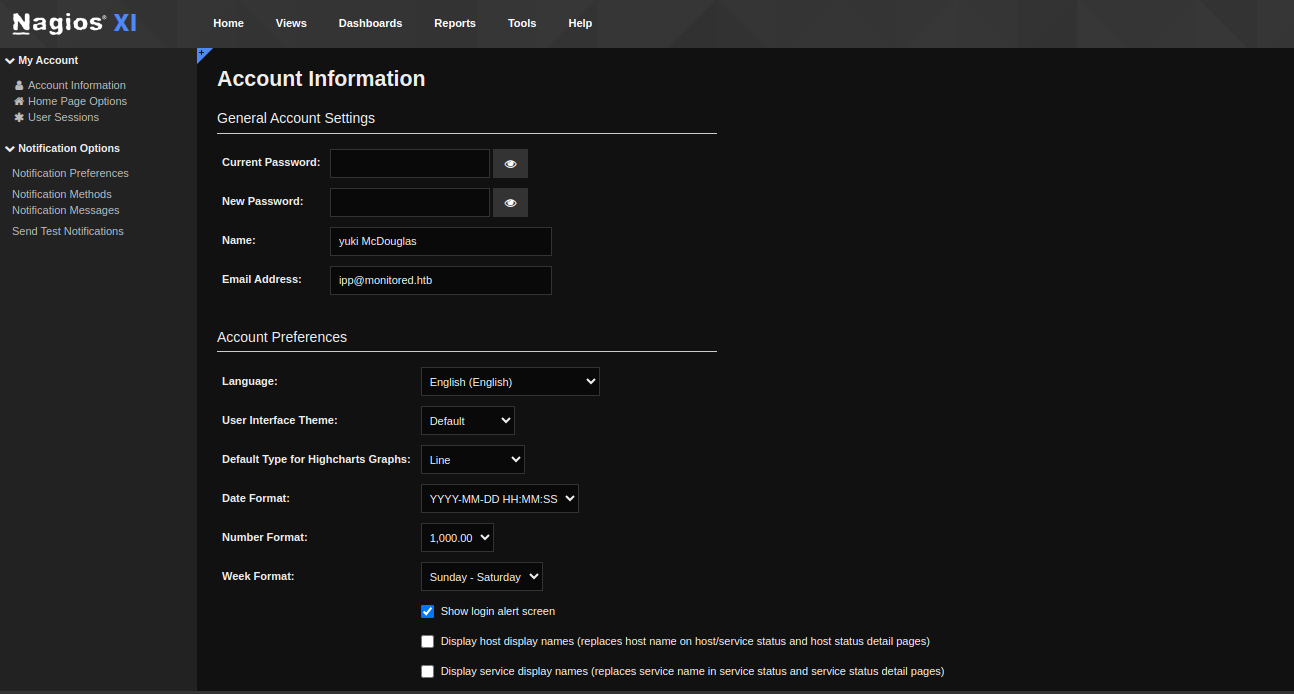 Nagios® XI
Home Views Dashboards Reports Tools Help
My Account
Account Information
Home Page Options
User Sessions
Notification Options
Notification Preferences
Notification Methods
Notification Messages
Send Test Notifications
Account Information
General Account Settings
Current Password:
New Password:
Name: yuki McDouglas
Email Address: ipp@monitored.htb
Account Preferences
Language: English (English)
User Interface Theme: Default
Default Type for Highcharts Graphs: Line
Date Format: YYYY-MM-DD HH:MM:SS
Number Format: 1,000.00
Week Format: Sunday - Saturday
Show login alert screen
Display host display names (replaces host name on host/service status and host status detail pages)
Display service display names (replaces service name in service status and service status detail pages)